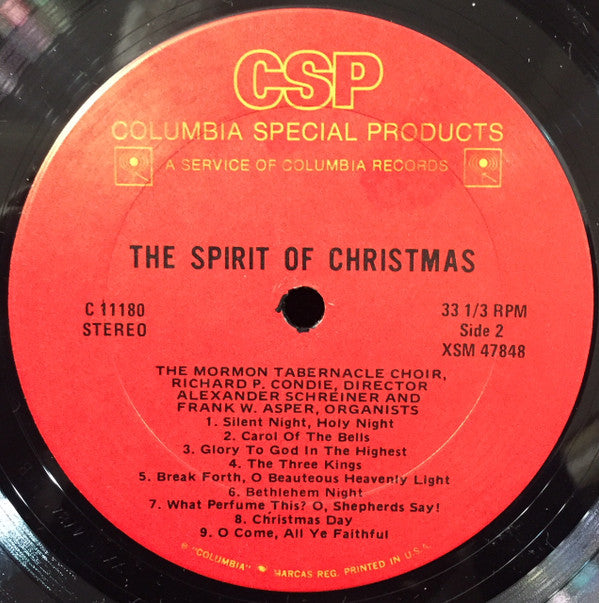 CSP
COLUMBIA SPECIAL PRODUCTS
A SERVICE OF COLUMBIA RECORDS
THE SPIRIT OF CHRISTMAS
C 11180
STEREO
33 1/3 RPM
Side 2
XSM 47848
THE MORMON TABERNACLE CHOIR,
RICHARD P. CONDIE, DIRECTOR
ALEXANDER SCHREINER AND
FRANK W. ASPER, ORGANISTS
1. Silent Night, Holy Night
2. Carol Of The Bells
3. Glory To God In The Highest
4. The Three Kings
5. Break Forth, O Beauteous Heavenly Light
6. Bethlehem Night
7. What Perfume This? O, Shepherds Say!
8. Christmas Day
9. O Come, All Ye Faithful
® "COLUMBIA" MARCAS REG. PRINTED IN U.S.A.